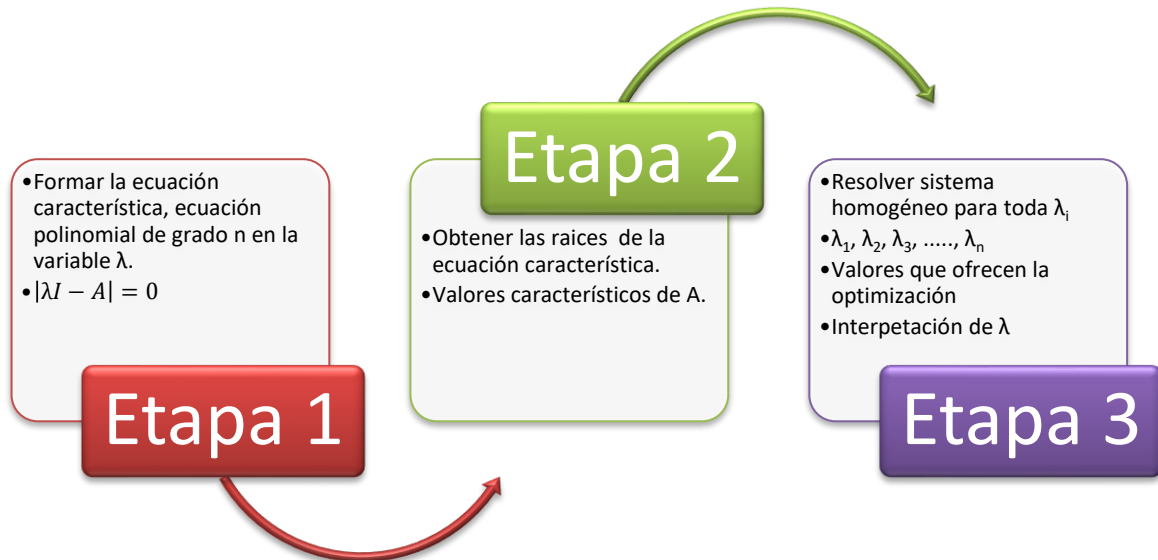 •Formar la ecuación
característica, ecuación
polinomial de grado n en la
variable λ.
•|λI − A| = 0
Etapa 1
Etapa 2
•Obtener las raices de la
ecuación característica.
•Valores característicos de A.
•Resolver sistema
homogéneo para toda λᵢ
•λ₁, λ₂, λ₃, ....., λₙ
•Valores que ofrecen la
optimización
•Interpetación de λ
Etapa 3